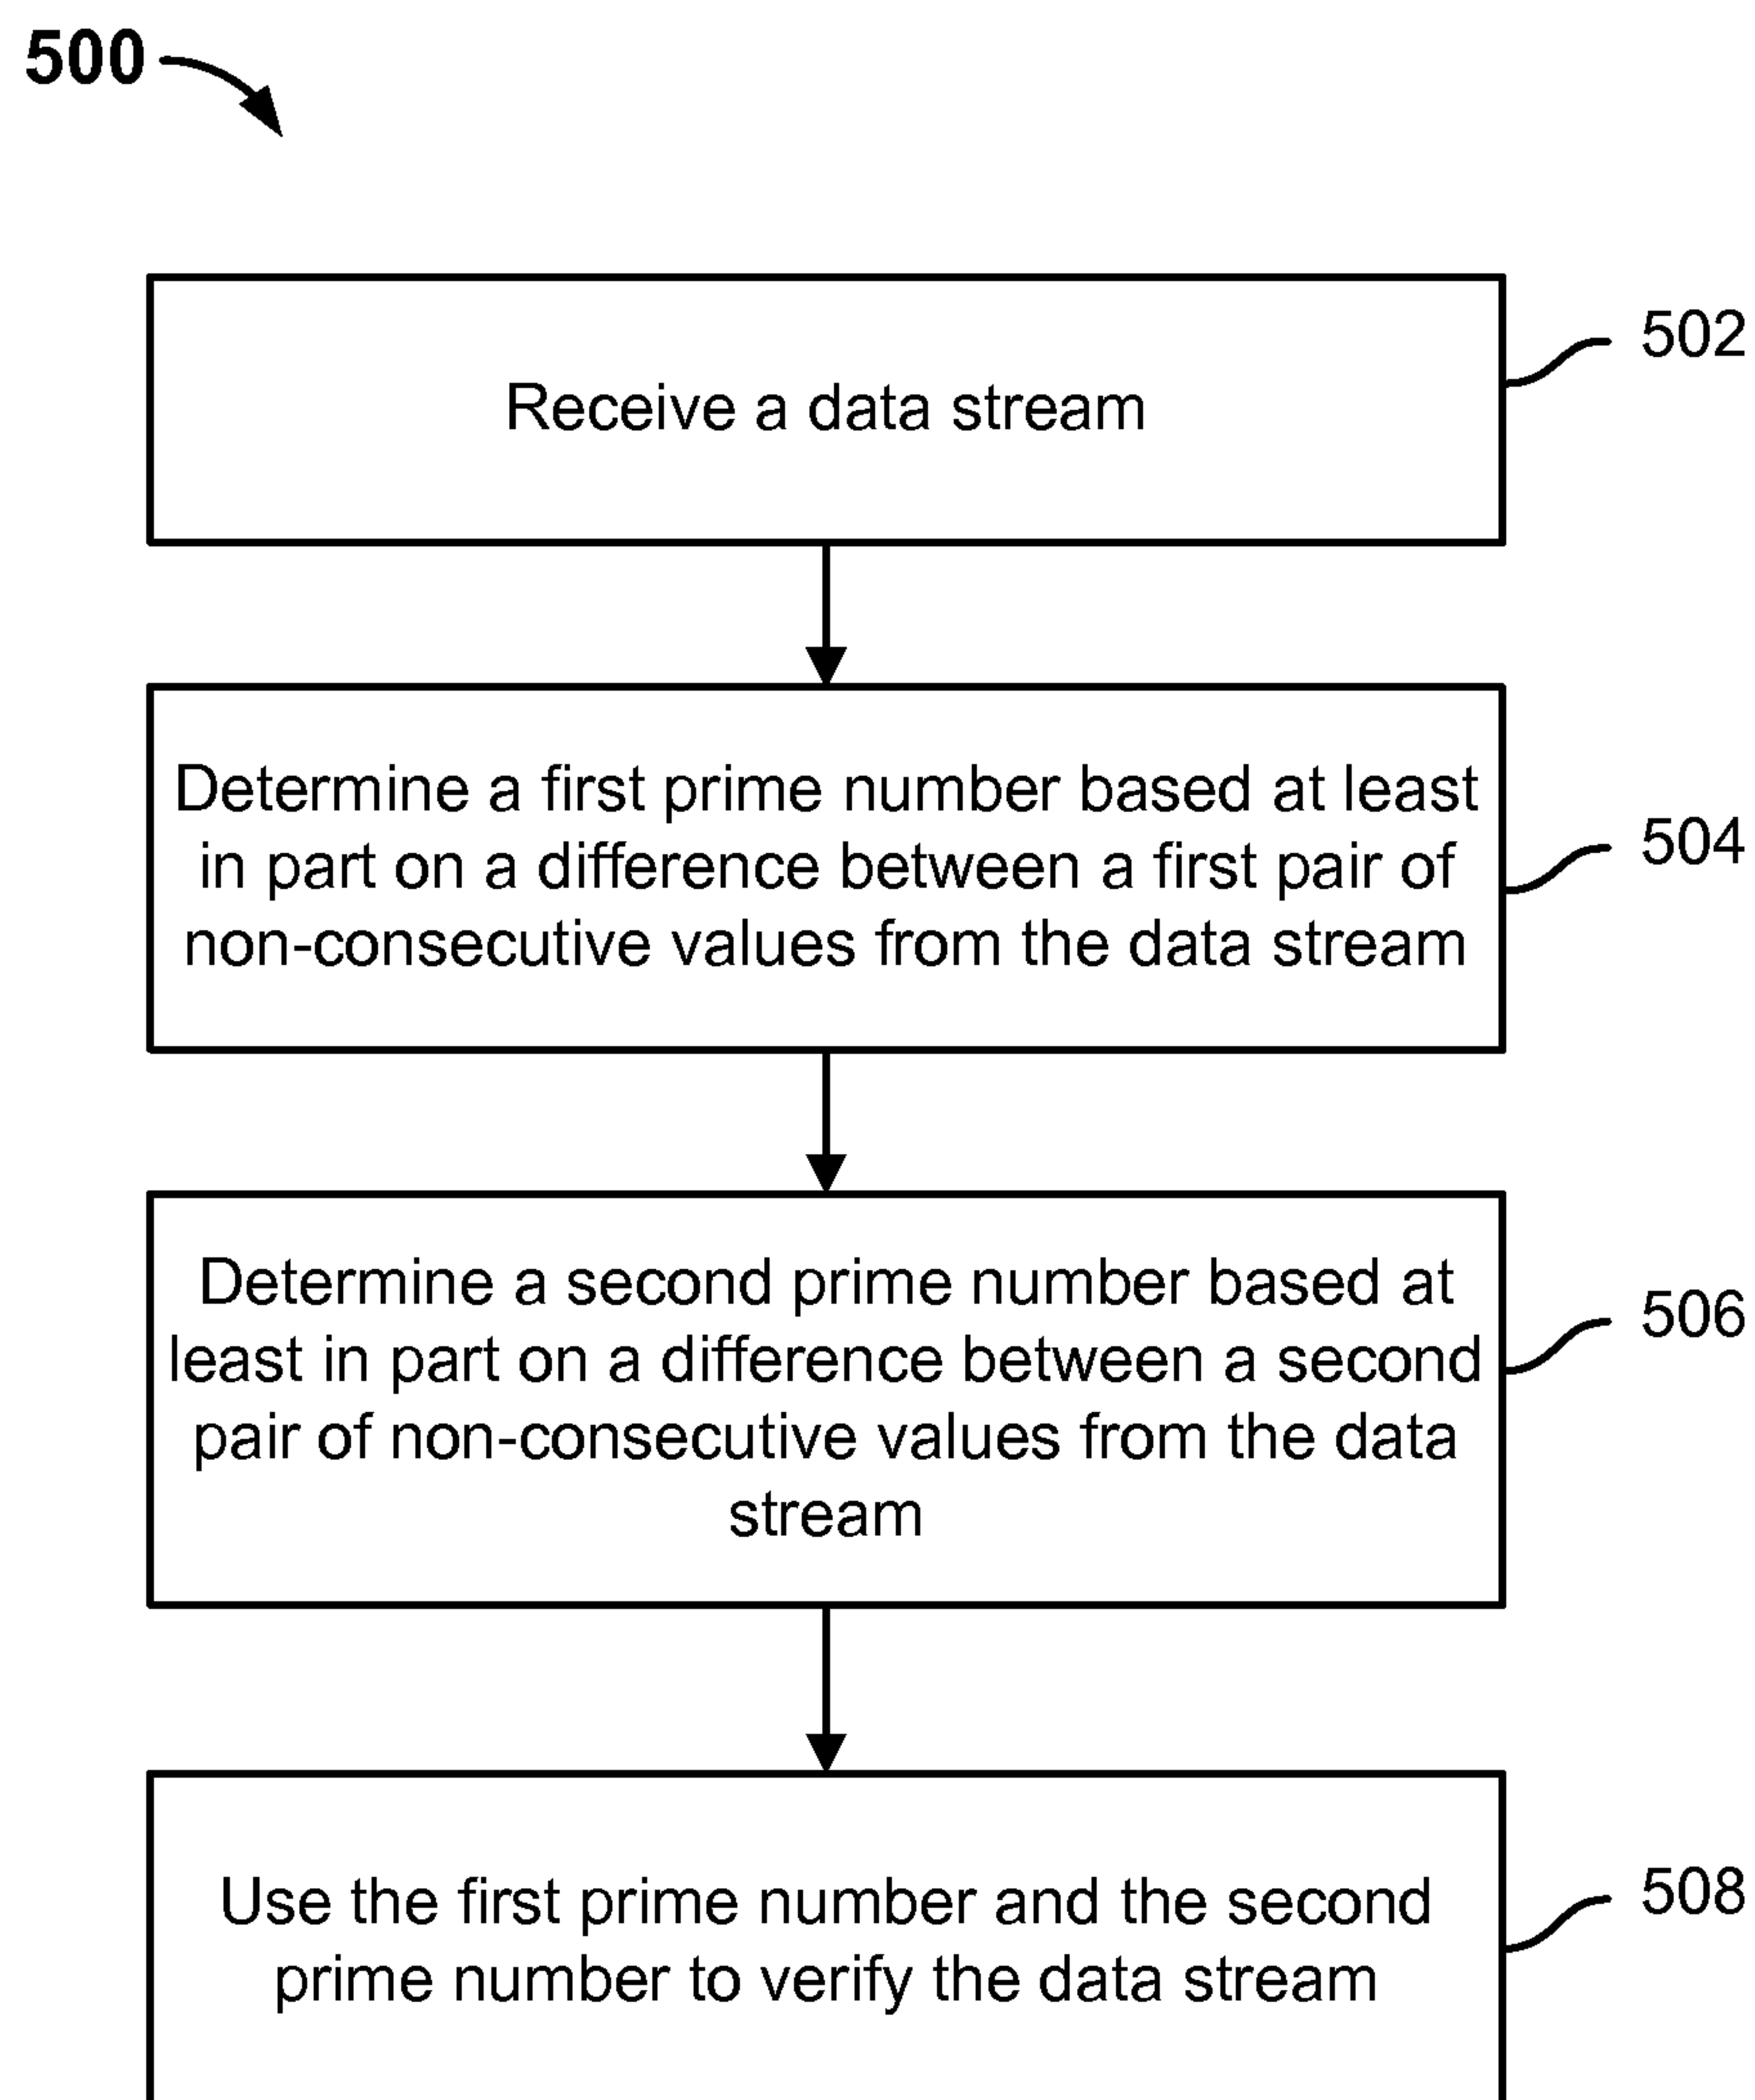 500
Receive a data stream
502
Determine a first prime number based at least
in part on a difference between a first pair of
non-consecutive values from the data stream
504
Determine a second prime number based at
least in part on a difference between a second
pair of non-consecutive values from the data
stream
506
Use the first prime number and the second
prime number to verify the data stream
508